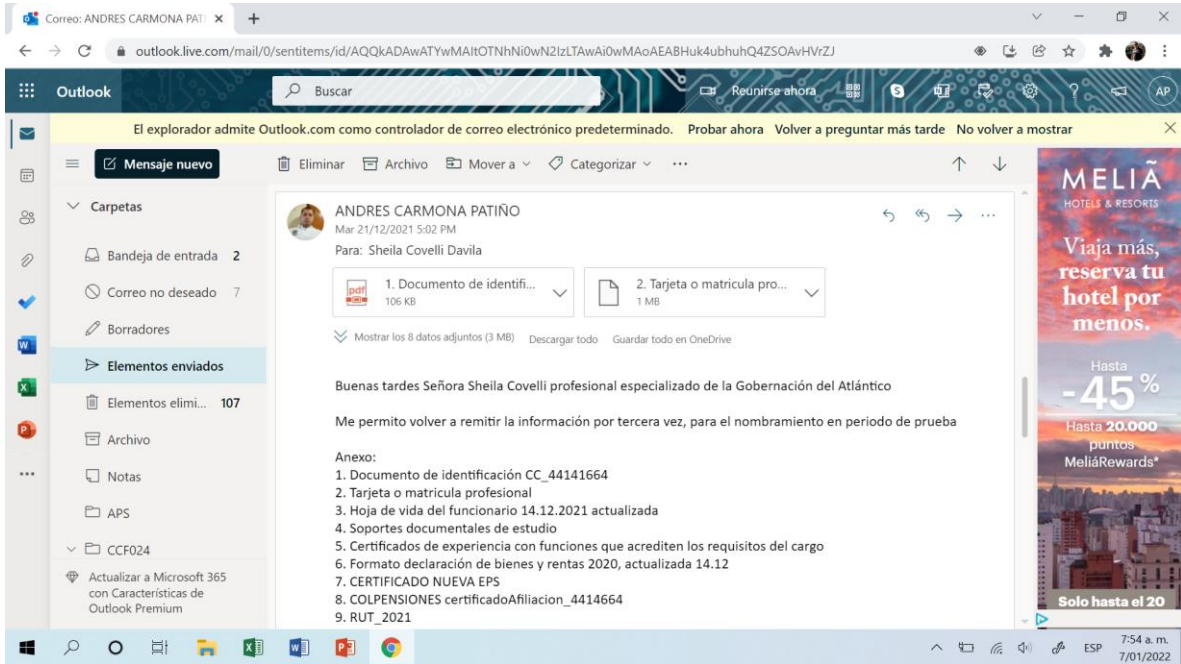 Correo: ANDRES CARMONA PATI
outlook.live.com/mail/0/sentitems/id/AQQkADAwATYwMAItOTNhNi0wN2IzLTAwAi0wMAoAEABHuk4ubhuhQ4ZSOAvHVrZJ
Outlook
Buscar
Reunirse ahora
AP
El explorador admite Outlook.com como controlador de correo electrónico predeterminado. Probar ahora Volver a preguntar más tarde No volver a mostrar
Mensaje nuevo
Eliminar Archivo Mover a Categorizar
Carpetas
Bandeja de entrada 2
Correo no deseado 7
Borradores
Elementos enviados
Elementos elimi... 107
Archivo
Notas
APS
CCF024
Actualizar a Microsoft 365
con Características de
Outlook Premium
ANDRES CARMONA PATIÑO
Mar 21/12/2021 5:02 PM
Para: Sheila Covelli Davila
pdf
1. Documento de identifi...
106 KB
2. Tarjeta o matricula pro...
1 MB
Mostrar los 8 datos adjuntos (3 MB) Descargar todo Guardar todo en OneDrive
Buenas tardes Señora Sheila Covelli profesional especializado de la Gobernación del Atlántico
Me permito volver a remitir la información por tercera vez, para el nombramiento en periodo de prueba
Anexo:
1. Documento de identificación CC_44141664
2. Tarjeta o matricula profesional
3. Hoja de vida del funcionario 14.12.2021 actualizada
4. Soportes documentales de estudio
5. Certificados de experiencia con funciones que acrediten los requisitos del cargo
6. Formato declaración de bienes y rentas 2020, actualizada 14.12
7. CERTIFICADO NUEVA EPS
8. COLPENSIONES certificadoAfiliacion_4414664
9. RUT_2021
MELIÃ
HOTELS & RESORTS
Viaja más,
reserva tu
hotel por
menos.
Hasta
-45%
Hasta 20.000
puntos
MeliáRewards*
Solo hasta el 20
ESP
7:54 a. m.
7/01/2022